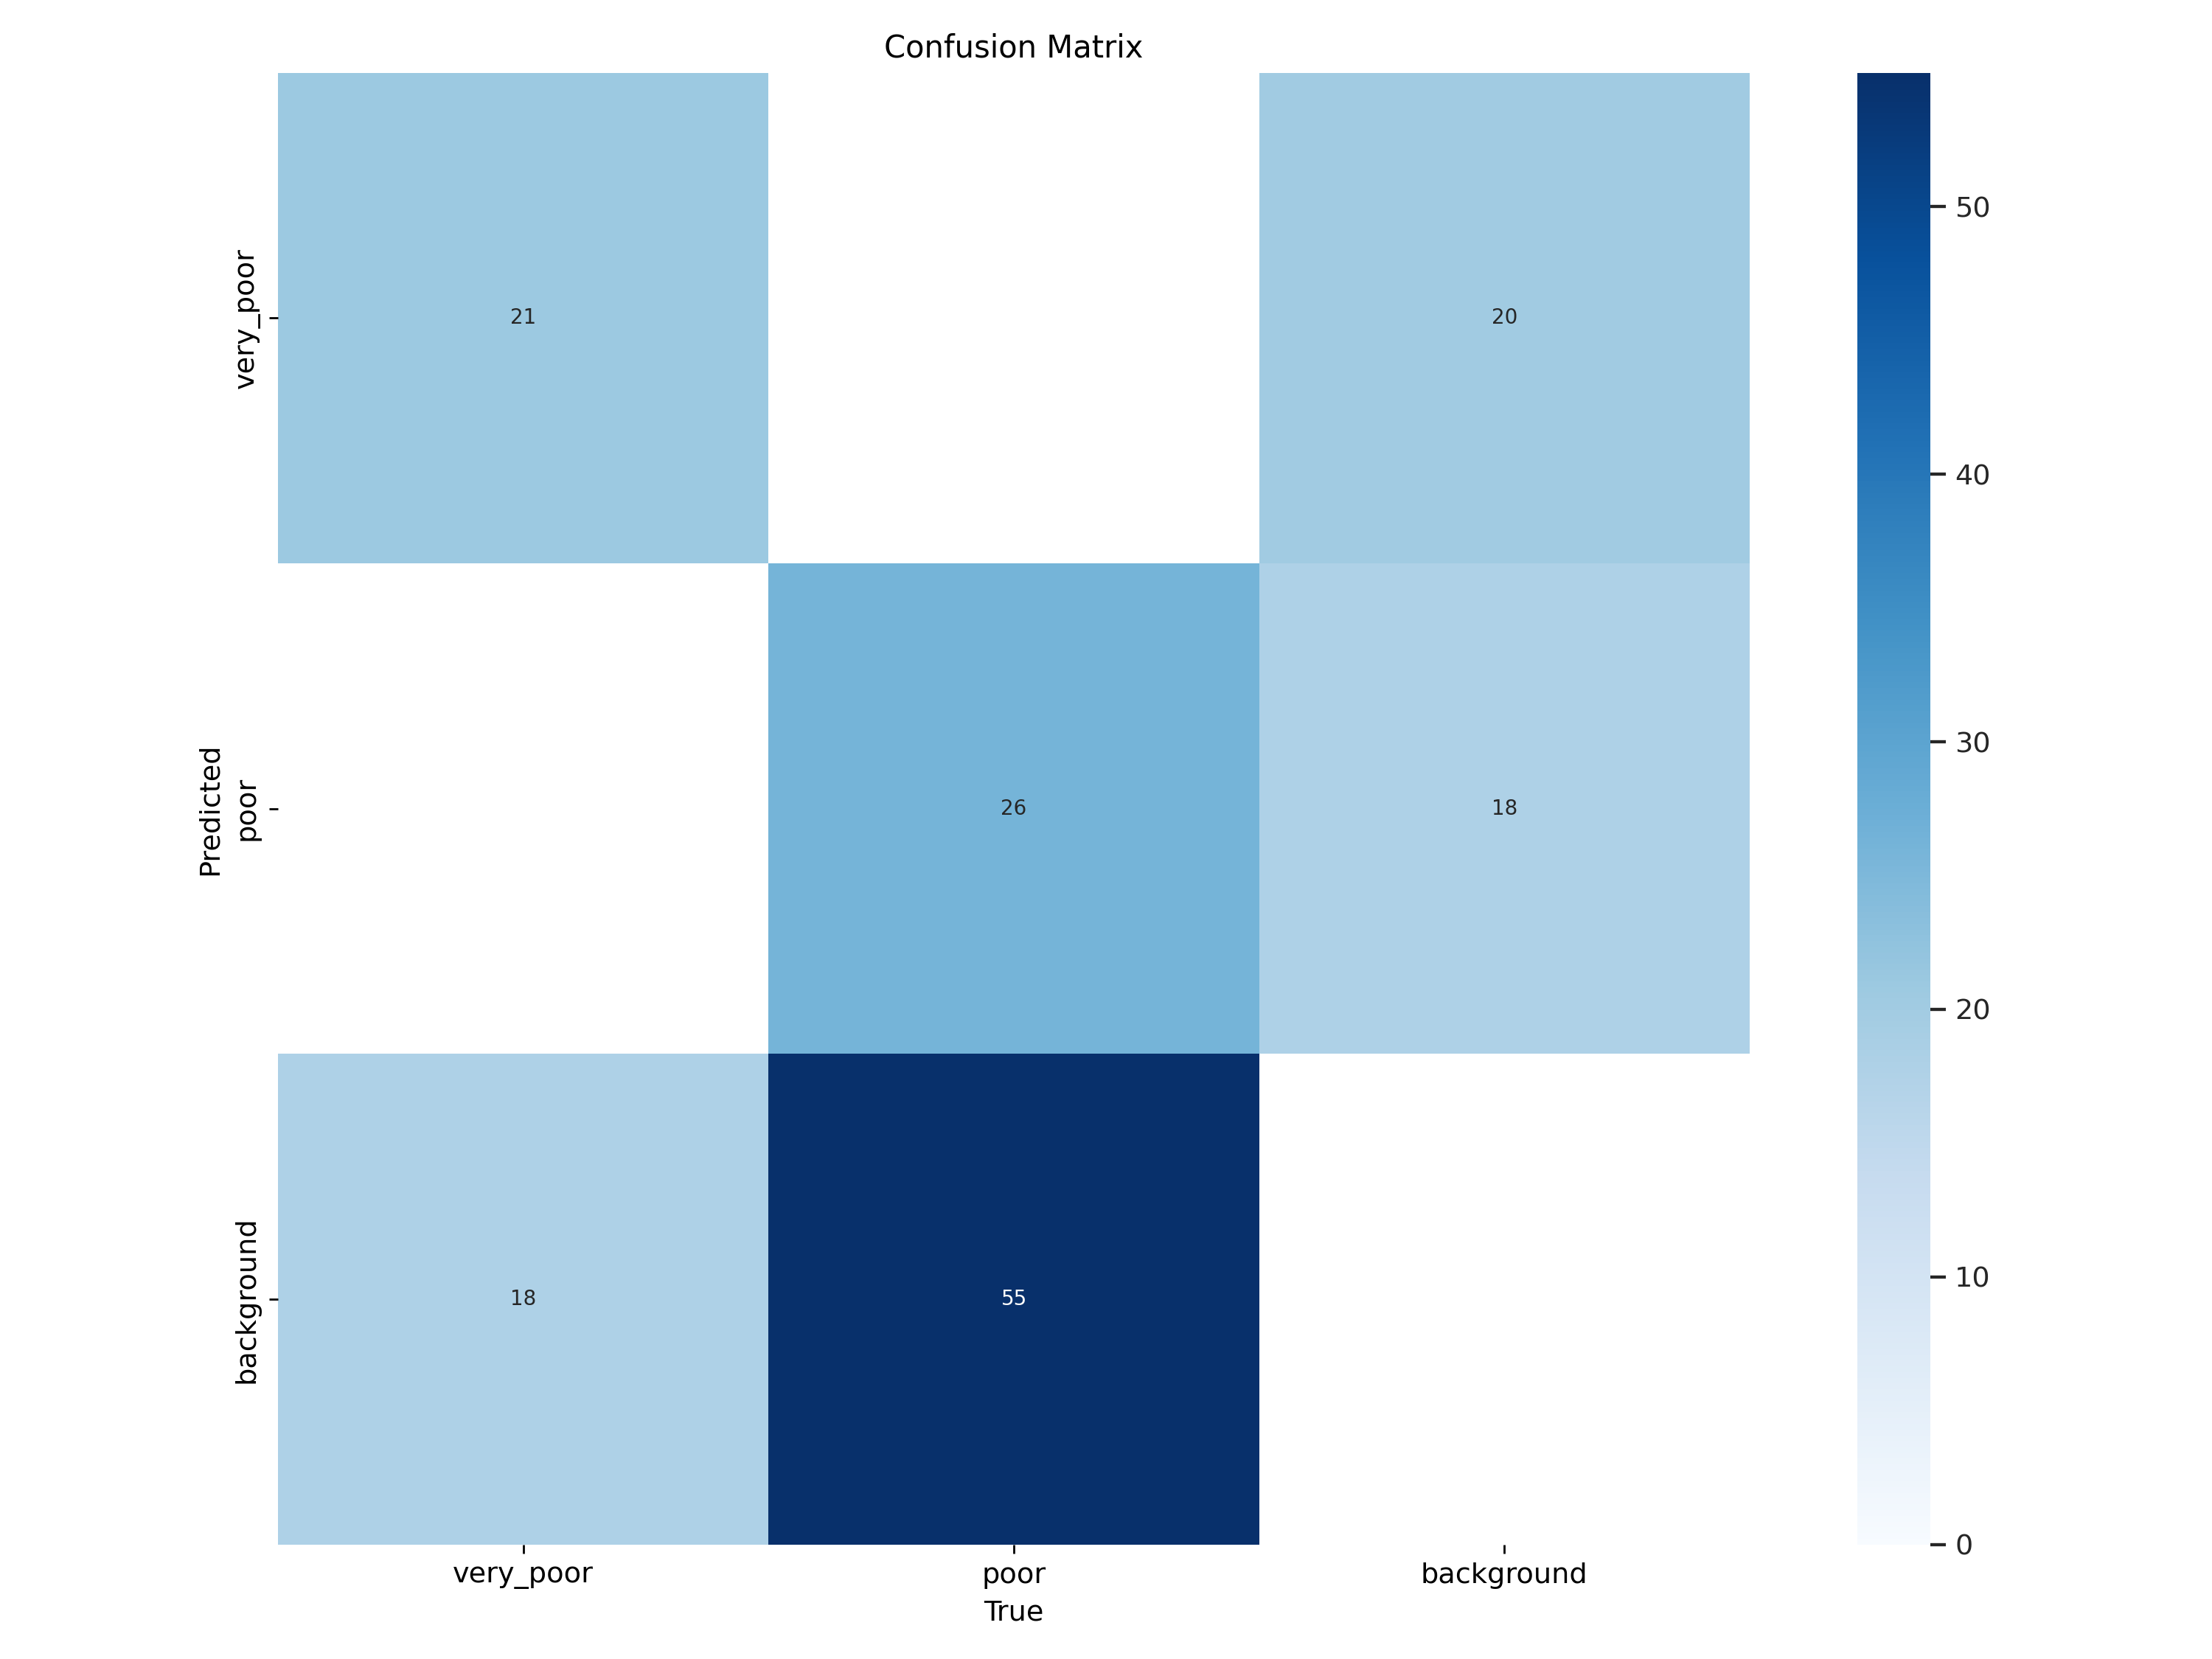 Confusion Matrix
very_poor
21
20
50
40
30
20
10
0
Predicted
poor
26
18
background
18
55
very_poor
poor
background
True